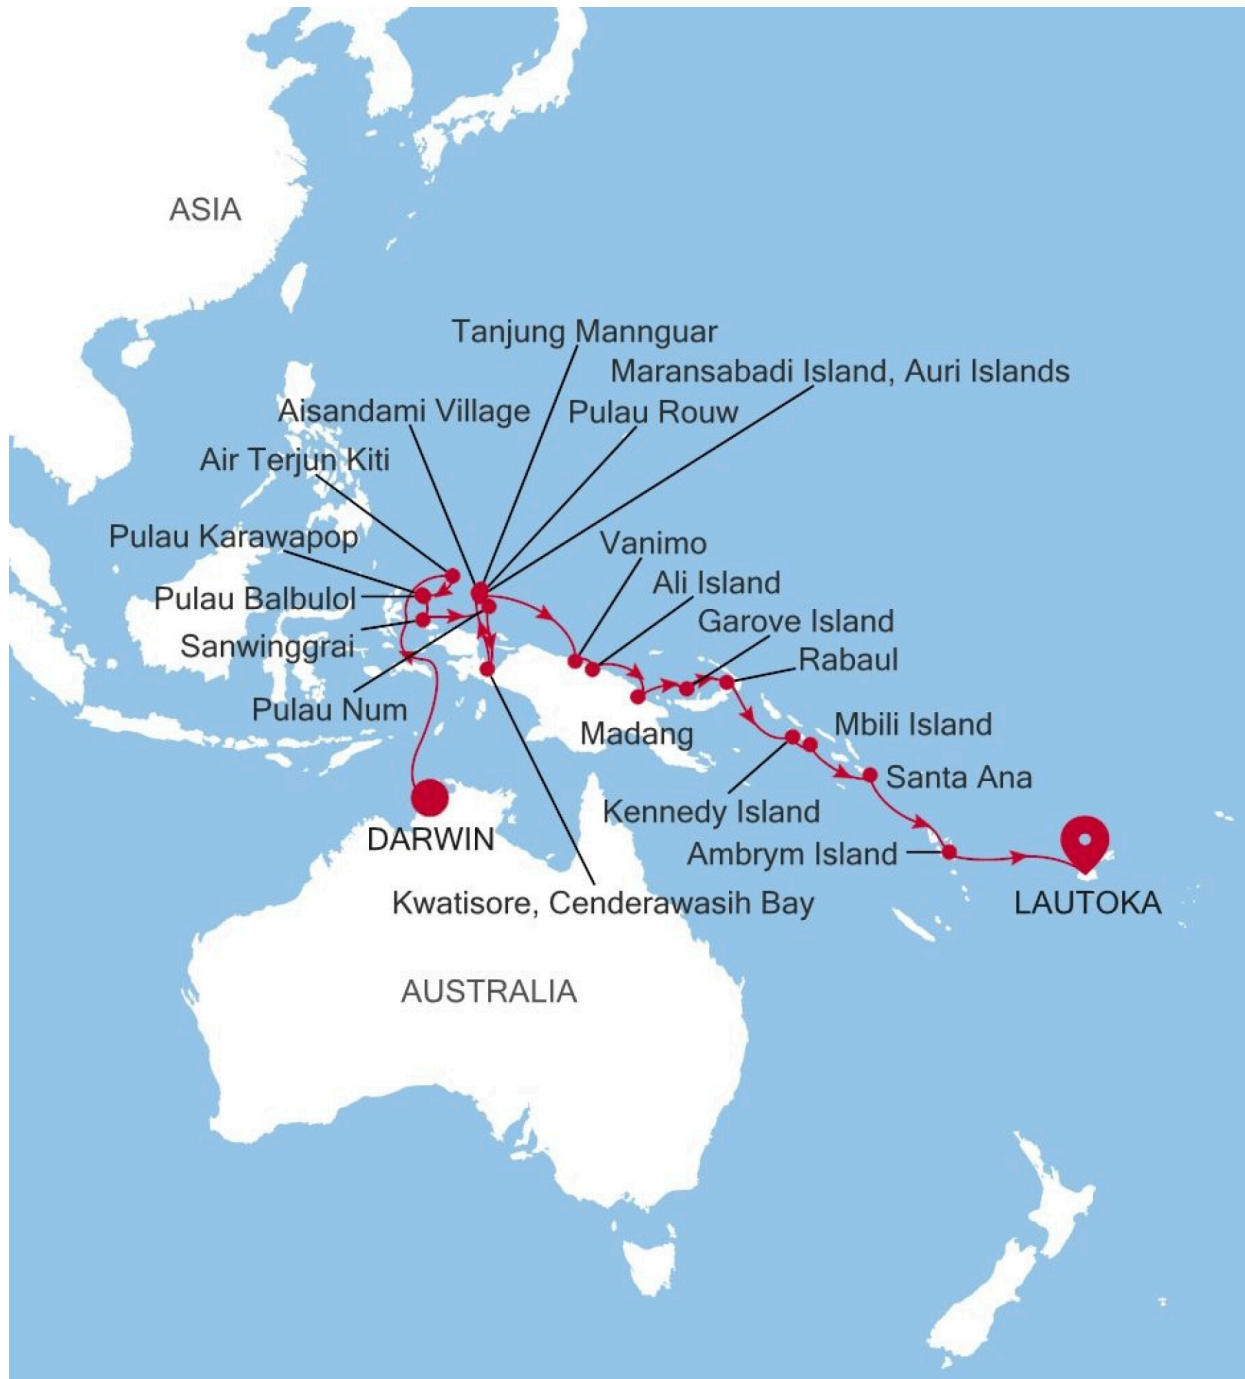 ASIA
Tanjung Mannguar
Maransabadi Island, Auri Islands
Aisandami Village
Pulau Rouw
Air Terjun Kiti
Pulau Karawapop
Vanimo
Ali Island
Pulau Balbulol
Garove Island
Sanwinggrai
Rabaul
Pulau Num
Madang
Mbili Island
Santa Ana
Kennedy Island
DARWIN
Ambrym Island
Kwatisore, Cenderawasih Bay
LAUTOKA
AUSTRALIA